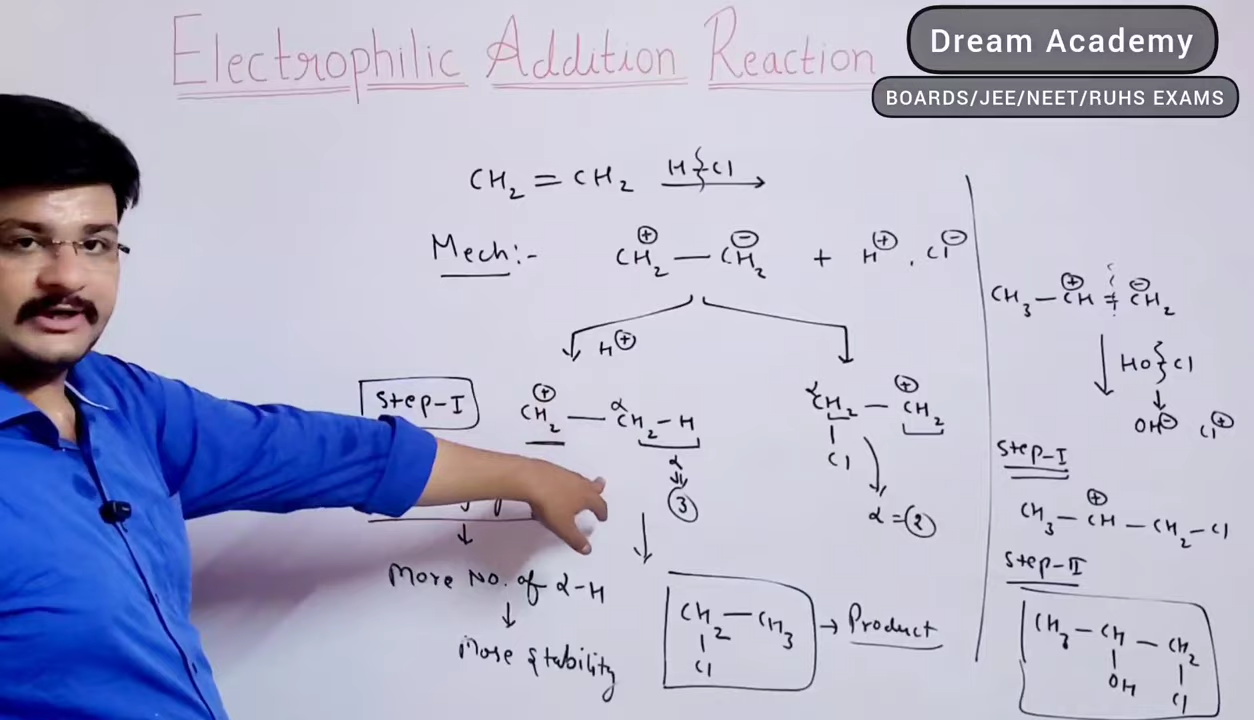 Electrophilic Addition Reaction
Dream Academy
BOARDS/JEE/NEET/RUHS EXAMS
CH₂ = CH₂ H⌇Cl →
Mech:-
CH₂⊕ — CH₂⊖ + H⊕ . Cl⊖
H⊕
Step-I
CH₂⊕ — αCH₂–H
α
③
↓
More No. of α-H
↓
More stability
αCH₂ — CH₂⊕
|
Cl
α = ②
CH₂ — CH₃ → Product
|
Cl
CH₃ — CH⊕ ≠ CH₂⊖
↓ HO⌇Cl
↓
OH⊖ Cl⊕
Step-I
CH₃ — CH⊕ — CH₂ – Cl
Step-II
CH₃ — CH — CH₂
| |
OH Cl